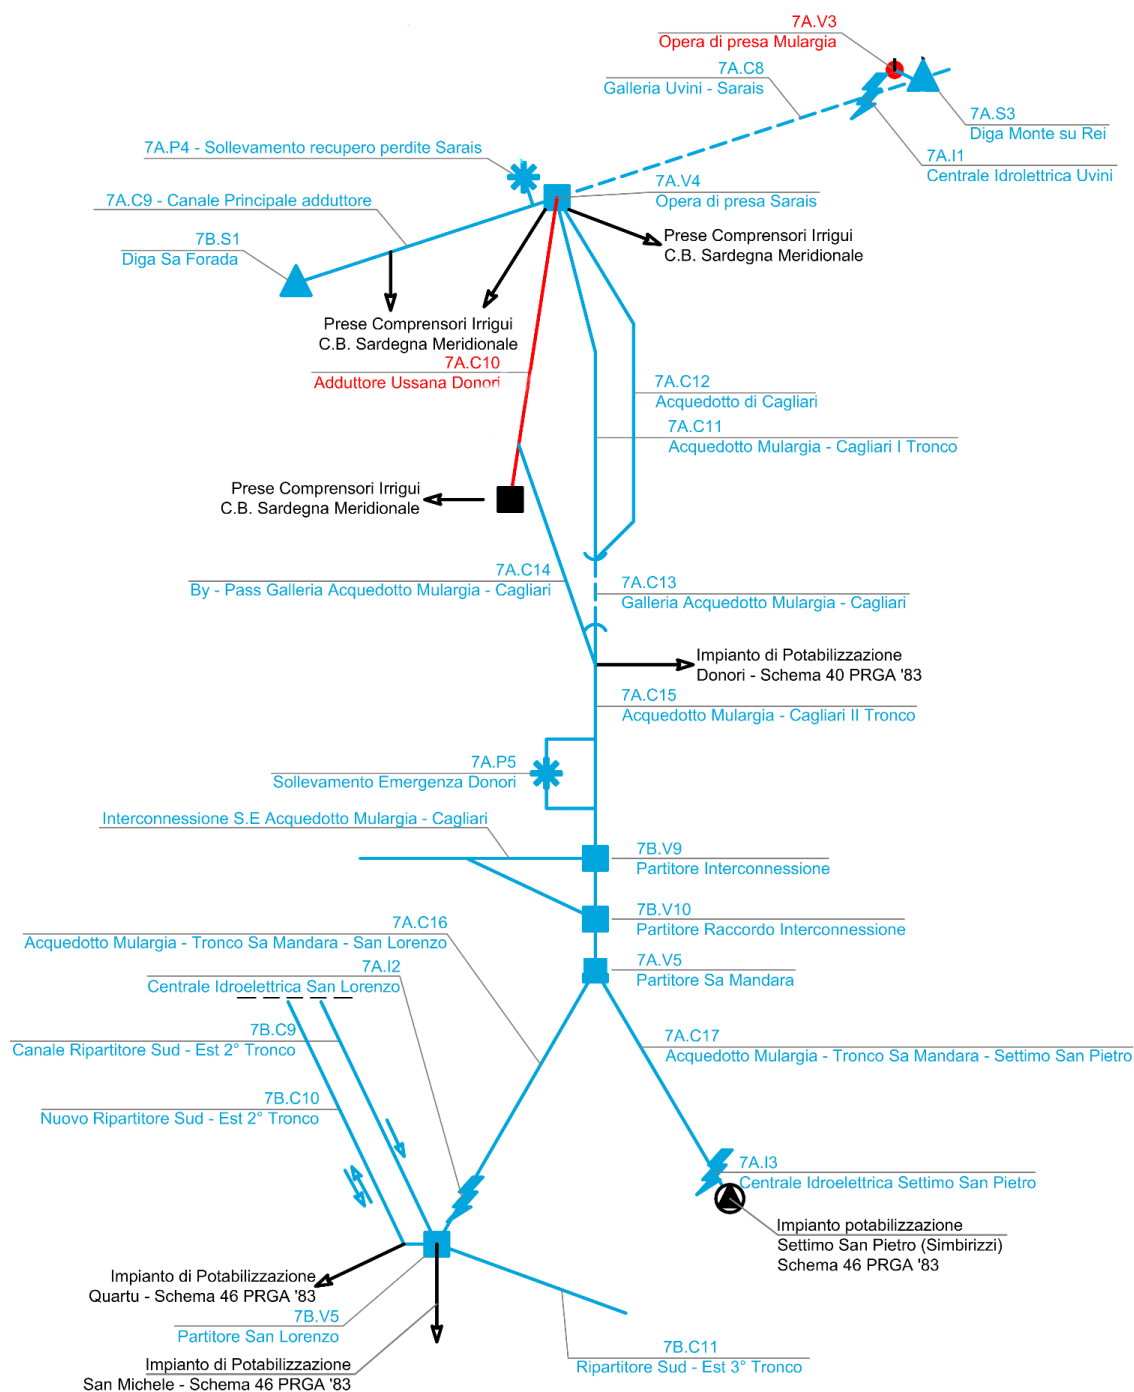 7A.V3
Opera di presa Mulargia
7A.C8
Galleria Uvini - Sarais
7A.S3
Diga Monte su Rei
7A.I1
Centrale Idrolettrica Uvini
7A.P4 - Sollevamento recupero perdite Sarais
7A.V4
Opera di presa Sarais
7A.C9 - Canale Principale adduttore
7B.S1
Diga Sa Forada
Prese Comprensori Irrigui
C.B. Sardegna Meridionale
Prese Comprensori Irrigui
C.B. Sardegna Meridionale
7A.C10
Adduttore Ussana Donori
7A.C12
Acquedotto di Cagliari
7A.C11
Acquedotto Mulargia - Cagliari I Tronco
Prese Comprensori Irrigui
C.B. Sardegna Meridionale
7A.C14
By - Pass Galleria Acquedotto Mulargia - Cagliari
7A.C13
Galleria Acquedotto Mulargia - Cagliari
Impianto di Potabilizzazione
Donori - Schema 40 PRGA '83
7A.C15
Acquedotto Mulargia - Cagliari II Tronco
7A.P5
Sollevamento Emergenza Donori
Interconnessione S.E Acquedotto Mulargia - Cagliari
7B.V9
Partitore Interconnessione
7B.V10
Partitore Raccordo Interconnessione
7A.C16
Acquedotto Mulargia - Tronco Sa Mandara - San Lorenzo
7A.V5
Partitore Sa Mandara
7A.I2
Centrale Idroelettrica San Lorenzo
7B.C9
Canale Ripartitore Sud - Est 2° Tronco
7A.C17
Acquedotto Mulargia - Tronco Sa Mandara - Settimo San Pietro
7B.C10
Nuovo Ripartitore Sud - Est 2° Tronco
7A.I3
Centrale Idroelettrica Settimo San Pietro
Impianto potabilizzazione
Settimo San Pietro (Simbirizzi)
Schema 46 PRGA '83
Impianto di Potabilizzazione
Quartu - Schema 46 PRGA '83
7B.V5
Partitore San Lorenzo
7B.C11
Ripartitore Sud - Est 3° Tronco
Impianto di Potabilizzazione
San Michele - Schema 46 PRGA '83